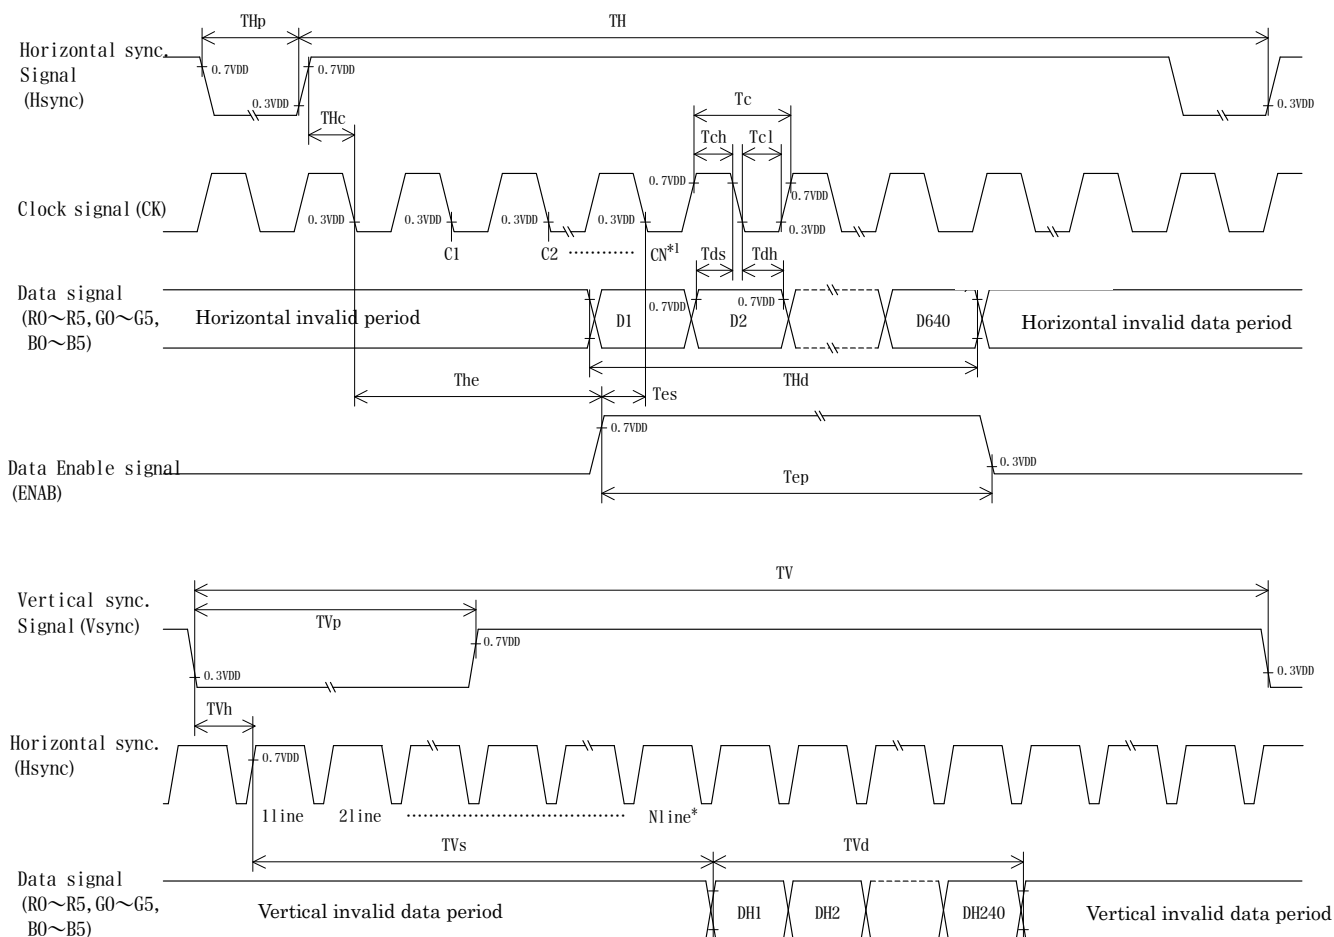 THp
TH
Horizontal sync.
Signal
(Hsync)
0.7VDD
0.7VDD
0.3VDD
0.3VDD
THc
Tc
Tch
Tcl
Clock signal(CK)
0.3VDD
0.3VDD
0.3VDD
0.3VDD
0.7VDD
0.7VDD
0.3VDD
C1
C2
CN*1
Tds
Tdh
Data signal
(R0～R5,G0～G5,
B0～B5)
Horizontal invalid period
D1
0.7VDD
D2
0.7VDD
D640
Horizontal invalid data period
THd
The
Tes
0.7VDD
Data Enable signal
(ENAB)
0.3VDD
Tep
TV
Vertical sync.
Signal(Vsync)
TVp
0.7VDD
0.3VDD
0.3VDD
TVh
Horizontal sync.
(Hsync)
0.7VDD
1line
2line
Nline*
TVs
TVd
Data signal
(R0～R5,G0～G5,
B0～B5)
Vertical invalid data period
DH1
DH2
DH240
Vertical invalid data period